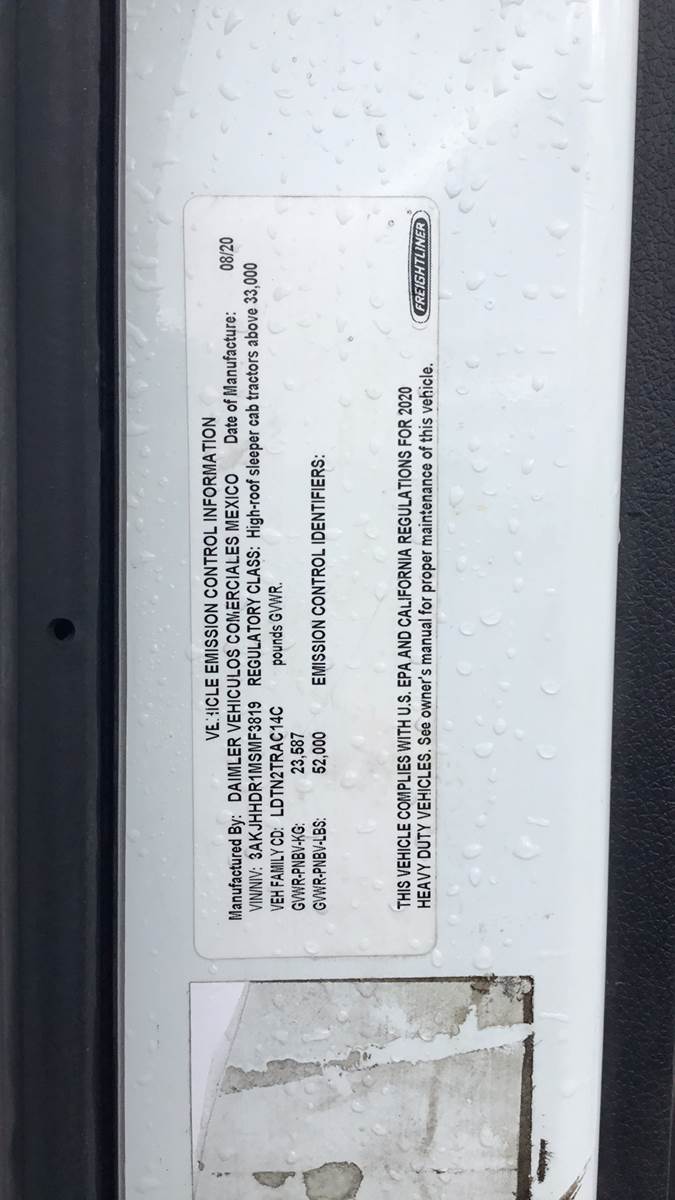 VEHICLE EMISSION CONTROL INFORMATION
Manufactured By: DAIMLER VEHICULOS COMERCIALES MEXICO Date of Manufacture: 08/20
VIN/NIV: 3AKJHHDR1MSMF3819 REGULATORY CLASS: High-roof sleeper cab tractors above 33,000
VEH FAMILY CD: LDTN2TRAC14C pounds GVWR.
GVWR-PNBV-KG: 23,587
GVWR-PNBV-LBS: 52,000 EMISSION CONTROL IDENTIFIERS:
THIS VEHICLE COMPLIES WITH U.S. EPA AND CALIFORNIA REGULATIONS FOR 2020
HEAVY DUTY VEHICLES. See owner's manual for proper maintenance of this vehicle.
FREIGHTLINER